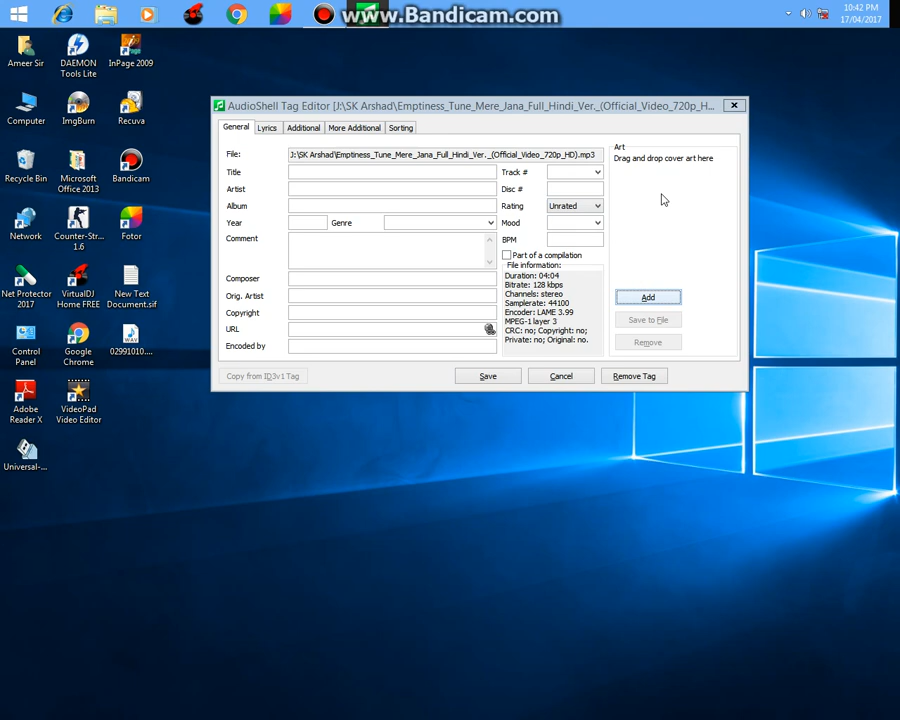 www.Bandicam.com
10:42 PM
17/04/2017
Ameer Sir
DAEMON
Tools Lite
InPage 2009
Computer
ImgBurn
Recuva
Recycle Bin
Microsoft
Office 2013
Bandicam
Network
Counter-Str...
1.6
Fotor
Net Protector
2017
VirtualDJ
Home FREE
New Text
Document.sif
Control
Panel
Google
Chrome
02991010....
Adobe
Reader X
VideoPad
Video Editor
Universal-...
AudioShell Tag Editor [J:\SK Arshad\Emptiness_Tune_Mere_Jana_Full_Hindi_Ver._(Official_Video_720p_H...
General
Lyrics
Additional
More Additional
Sorting
File:
J:\SK Arshad\Emptiness_Tune_Mere_Jana_Full_Hindi_Ver._(Official_Video_720p_HD).mp3
Title
Track #
Artist
Disc #
Album
Rating
Unrated
Year
Genre
Mood
Comment
BPM
Part of a compilation
Composer
Orig. Artist
Copyright
URL
Encoded by
File information:
Duration: 04:04
Bitrate: 128 kbps
Channels: stereo
Samplerate: 44100
Encoder: LAME 3.99
MPEG-1 layer 3
CRC: no; Copyright: no;
Private: no; Original: no.
Art
Drag and drop cover art here
Add
Save to File
Remove
Copy from ID3v1 Tag
Save
Cancel
Remove Tag